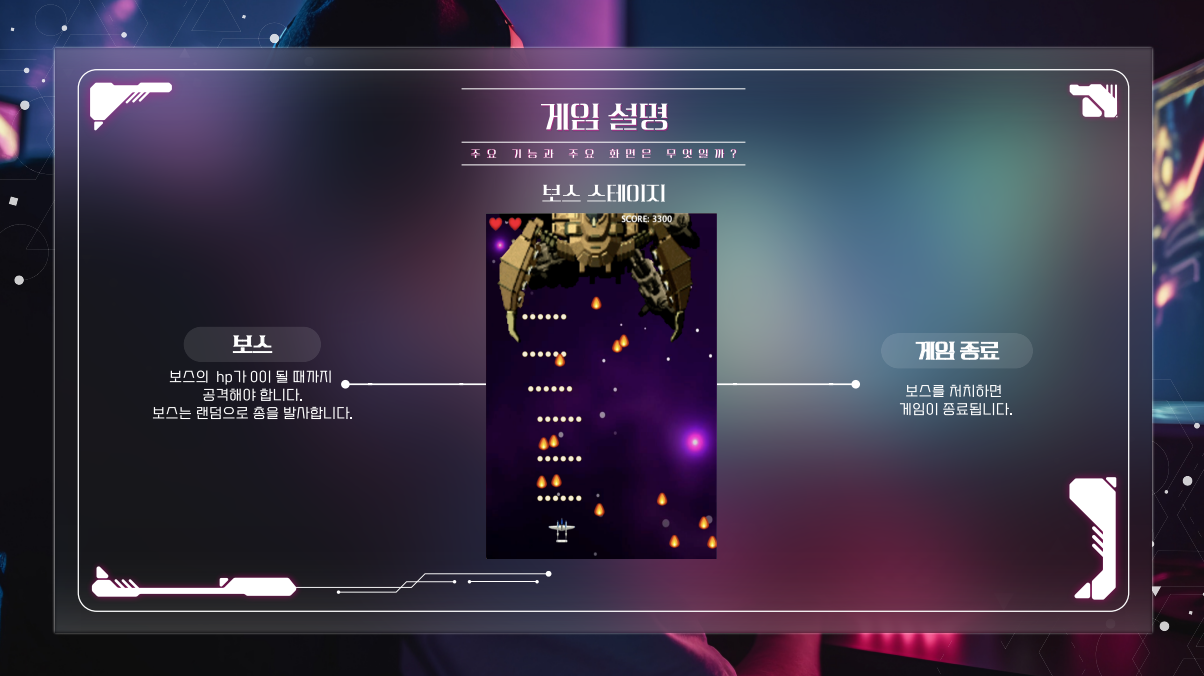 게임 설명
주요 기능과 주요 화면은 무엇일까?
보스 스테이지
SCORE: 3300
보스
보스의 hp가 0이 될 때까지
공격해야 합니다.
보스는 랜덤으로 총을 발사합니다.
게임 종료
보스를 처치하면
게임이 종료됩니다.